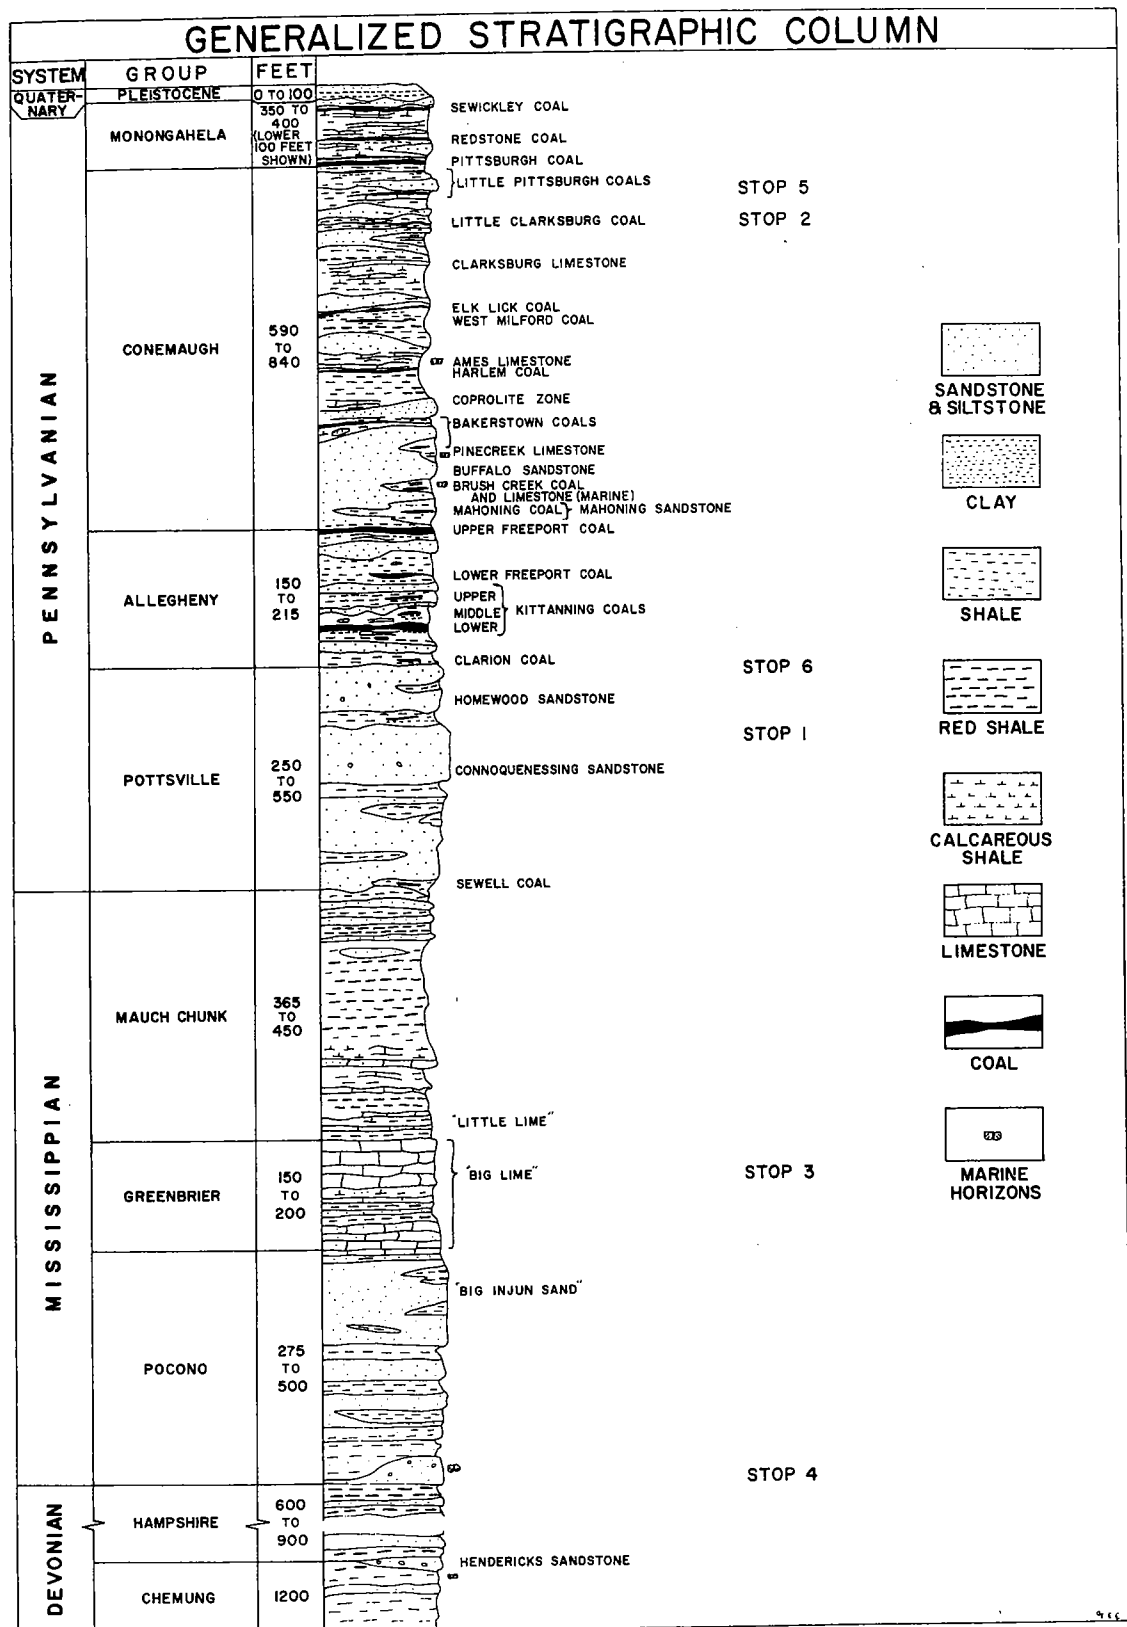 GENERALIZED STRATIGRAPHIC COLUMN
SYSTEM
GROUP
FEET
QUATER-
NARY
PLEISTOCENE
0 TO 100
MONONGAHELA
350 TO
400
(LOWER
100 FEET
SHOWN)
SEWICKLEY COAL
REDSTONE COAL
PITTSBURGH COAL
PENNSYLVANIAN
CONEMAUGH
590
TO
840
LITTLE PITTSBURGH COALS
STOP 5
LITTLE CLARKSBURG COAL
STOP 2
CLARKSBURG LIMESTONE
ELK LICK COAL
WEST MILFORD COAL
AMES LIMESTONE
HARLEM COAL
COPROLITE ZONE
BAKERSTOWN COALS
PINECREEK LIMESTONE
BUFFALO SANDSTONE
BRUSH CREEK COAL
AND LIMESTONE (MARINE)
MAHONING COAL} MAHONING SANDSTONE
UPPER FREEPORT COAL
ALLEGHENY
150
TO
215
LOWER FREEPORT COAL
UPPER
MIDDLE
LOWER
KITTANNING COALS
CLARION COAL
STOP 6
POTTSVILLE
250
TO
550
HOMEWOOD SANDSTONE
STOP 1
CONNOQUENESSING SANDSTONE
SEWELL COAL
MISSISSIPPIAN
MAUCH CHUNK
365
TO
450
"LITTLE LIME"
GREENBRIER
150
TO
200
"BIG LIME"
STOP 3
POCONO
275
TO
500
"BIG INJUN SAND"
STOP 4
DEVONIAN
HAMPSHIRE
600
TO
900
HENDERICKS SANDSTONE
CHEMUNG
1200
SANDSTONE
& SILTSTONE
CLAY
SHALE
RED SHALE
CALCAREOUS
SHALE
LIMESTONE
COAL
MARINE
HORIZONS